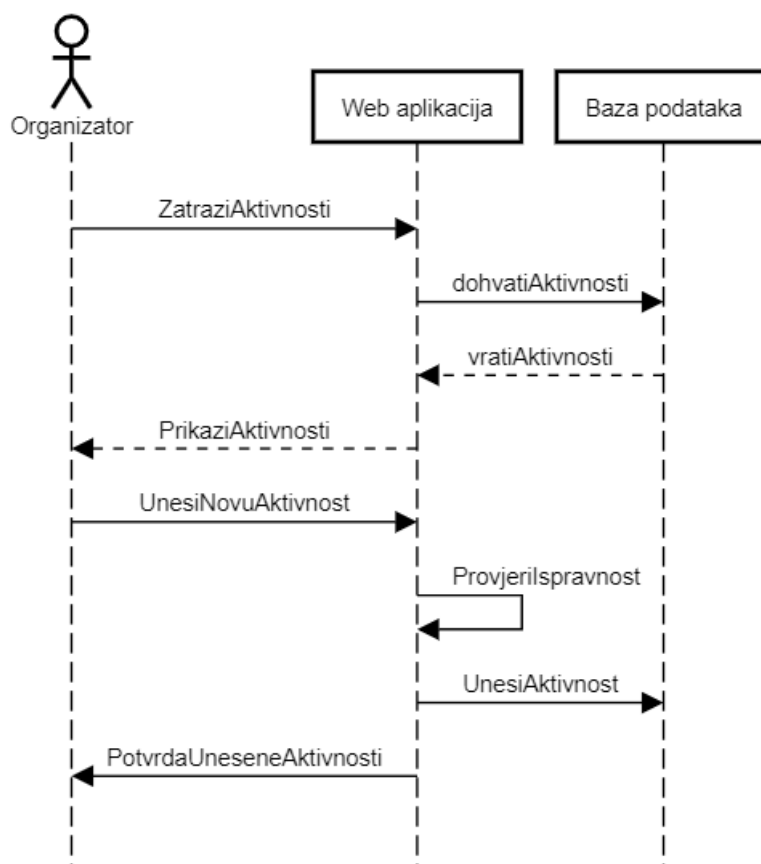 Organizator
Web aplikacija
Baza podataka
ZatraziAktivnosti
dohvatiAktivnosti
vratiAktivnosti
PrikaziAktivnosti
UnesiNovuAktivnost
ProvjeriIspravnost
UnesiAktivnost
PotvrdaUneseneAktivnosti